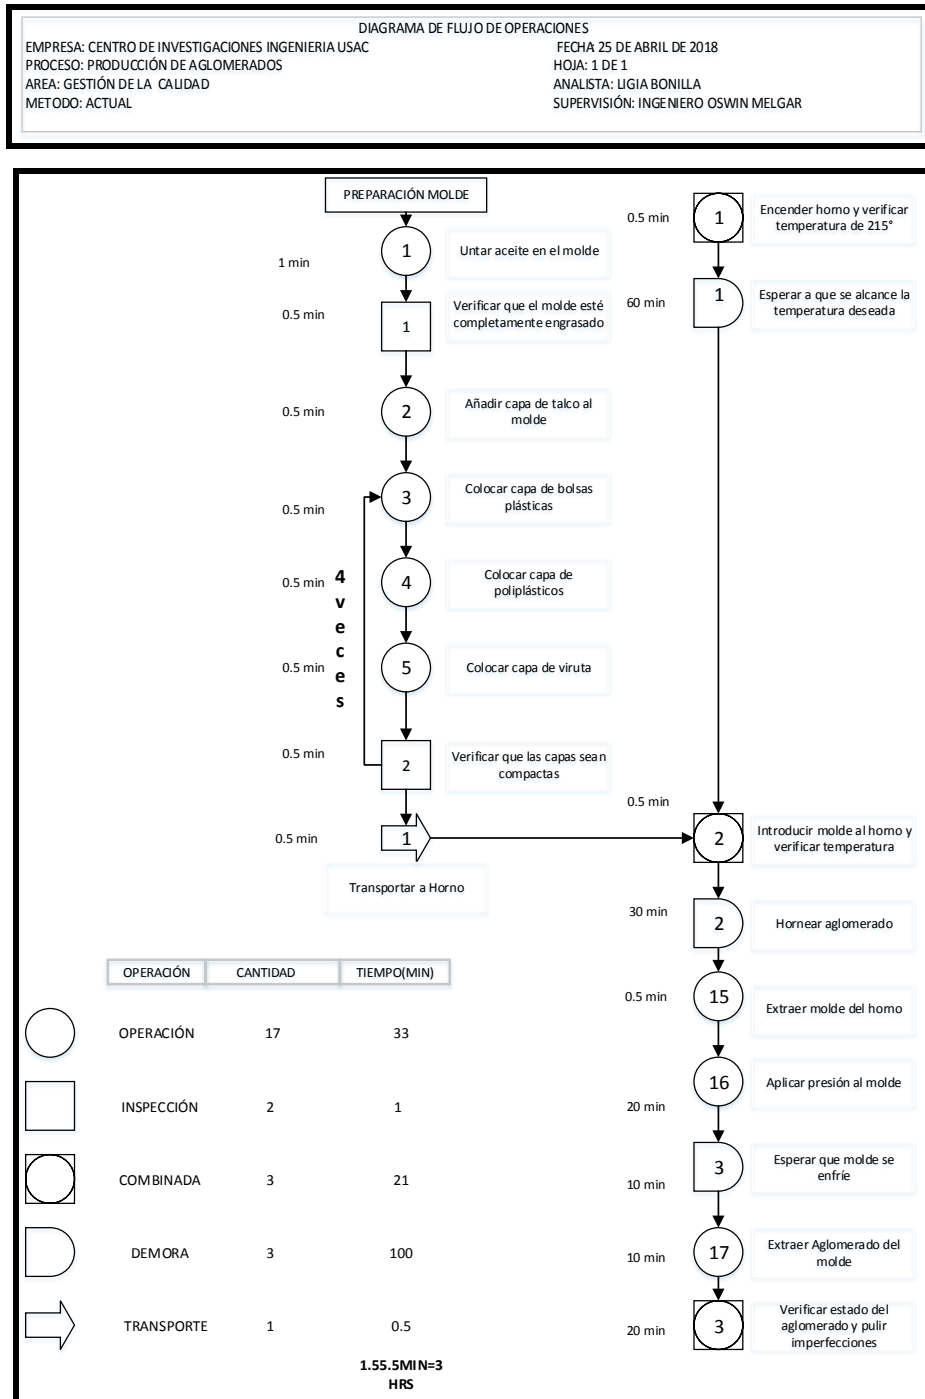 DIAGRAMA DE FLUJO DE OPERACIONES
EMPRESA: CENTRO DE INVESTIGACIONES INGENIERIA USAC
FECHA 25 DE ABRIL DE 2018
PROCESO: PRODUCCIÓN DE AGLOMERADOS
HOJA: 1 DE 1
AREA: GESTIÓN DE LA CALIDAD
ANALISTA: LIGIA BONILLA
METODO: ACTUAL
SUPERVISIÓN: INGENIERO OSWIN MELGAR
PREPARACIÓN MOLDE
1 min
1
Untar aceite en el molde
0.5 min
1
Verificar que el molde esté
completamente engrasado
0.5 min
2
Añadir capa de talco al
molde
0.5 min
3
Colocar capa de bolsas
plásticas
0.5 min
4
Colocar capa de
poliplásticos
0.5 min
5
Colocar capa de viruta
4
v
e
c
e
s
0.5 min
2
Verificar que las capas sean
compactas
0.5 min
1
Transportar a Horno
0.5 min
1
Encender horno y verificar
temperatura de 215°
60 min
1
Esperar a que se alcance la
temperatura deseada
0.5 min
2
Introducir molde al horno y
verificar temperatura
30 min
2
Hornear aglomerado
0.5 min
15
Extraer molde del horno
20 min
16
Aplicar presión al molde
10 min
3
Esperar que molde se
enfríe
10 min
17
Extraer Aglomerado del
molde
20 min
3
Verificar estado del
aglomerado y pulir
imperfecciones
OPERACIÓN CANTIDAD TIEMPO(MIN)
OPERACIÓN 17 33
INSPECCIÓN 2 1
COMBINADA 3 21
DEMORA 3 100
TRANSPORTE 1 0.5
1.55.5MIN=3
HRS